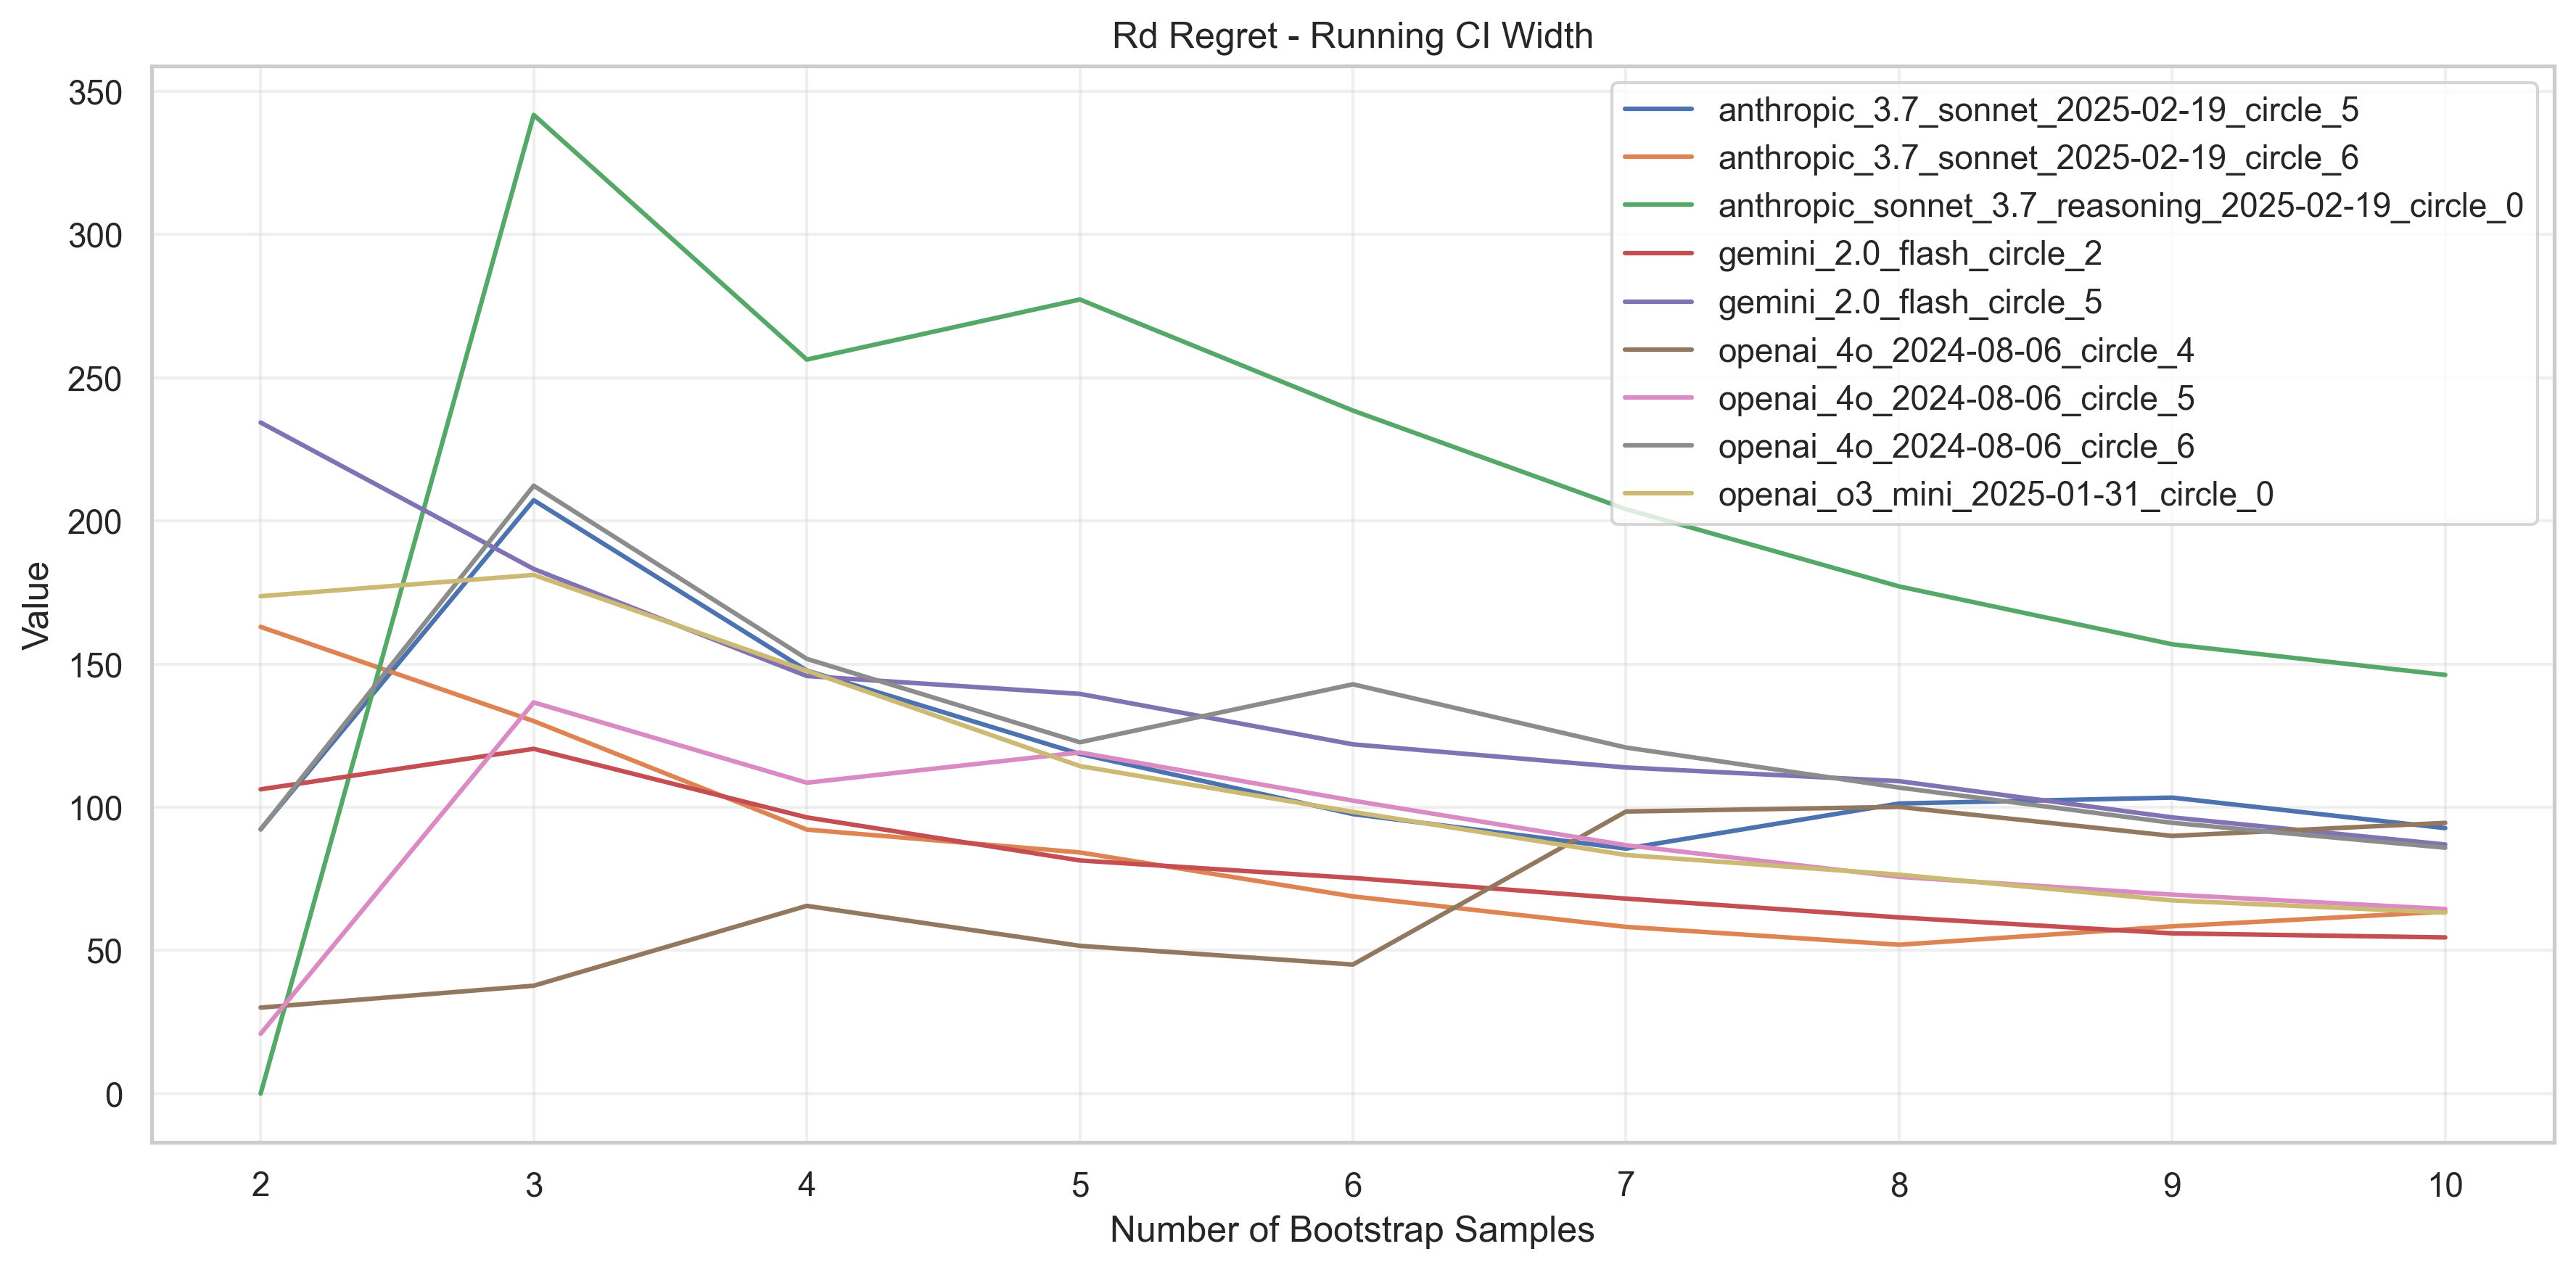 Rd Regret - Running CI Width
350
300
250
200
150
100
50
0
Value
anthropic_3.7_sonnet_2025-02-19_circle_5
anthropic_3.7_sonnet_2025-02-19_circle_6
anthropic_sonnet_3.7_reasoning_2025-02-19_circle_0
gemini_2.0_flash_circle_2
gemini_2.0_flash_circle_5
openai_4o_2024-08-06_circle_4
openai_4o_2024-08-06_circle_5
openai_4o_2024-08-06_circle_6
openai_o3_mini_2025-01-31_circle_0
2 3 4 5 6 7 8 9 10
Number of Bootstrap Samples